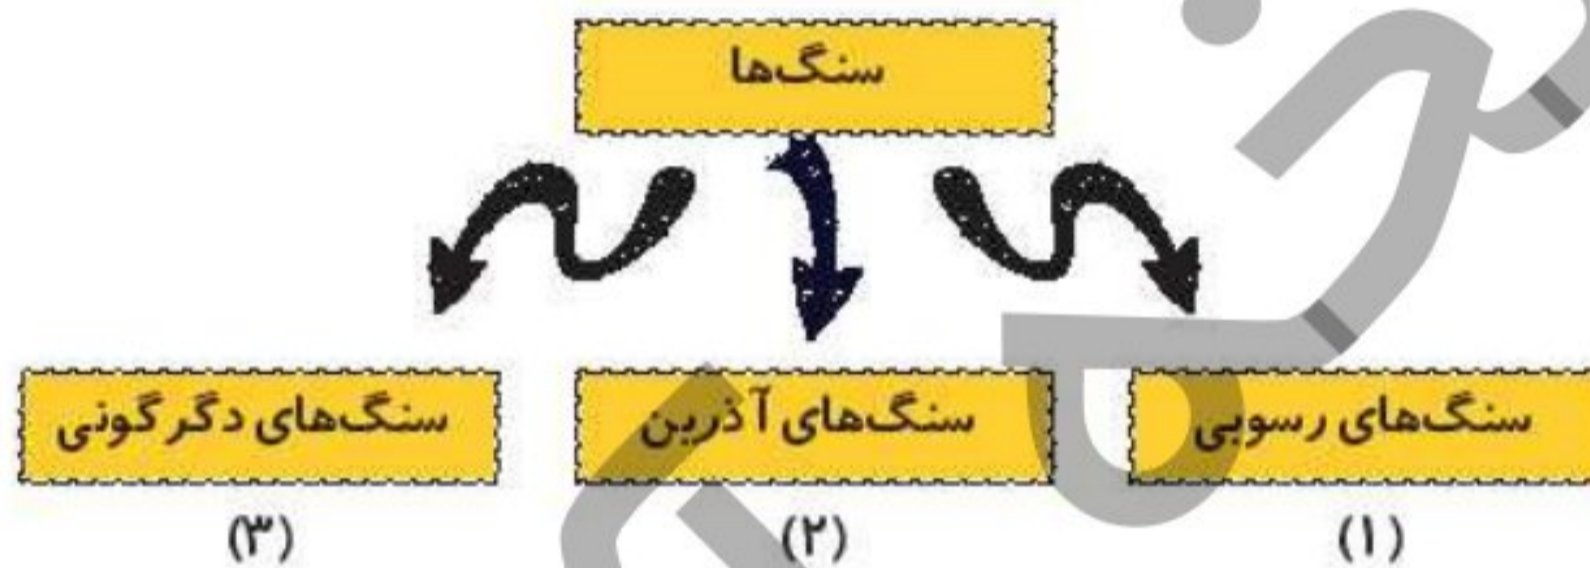 سنگ‌ها
سنگ‌های رسوبی
سنگ‌های آذرین
سنگ‌های دگرگونی
(۱)
(۲)
(۳)